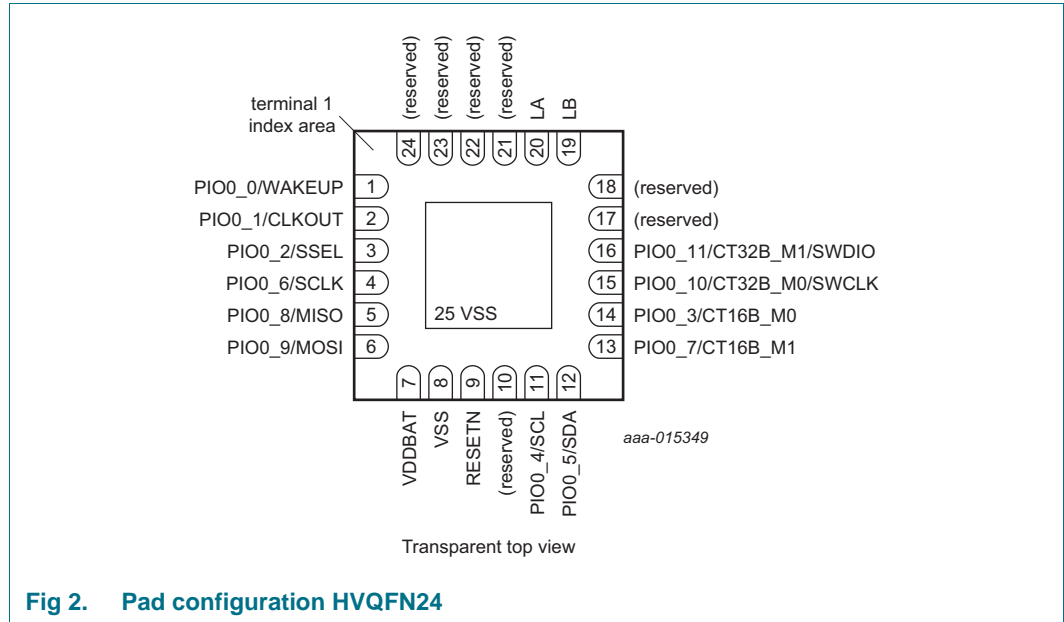 (reserved)
(reserved)
(reserved)
(reserved)
LA
LB
terminal 1
index area
24
23
22
21
20
19
PIO0_0/WAKEUP 1
PIO0_1/CLKOUT 2
PIO0_2/SSEL 3
PIO0_6/SCLK 4
PIO0_8/MISO 5
PIO0_9/MOSI 6
25 VSS
18 (reserved)
17 (reserved)
16 PIO0_11/CT32B_M1/SWDIO
15 PIO0_10/CT32B_M0/SWCLK
14 PIO0_3/CT16B_M0
13 PIO0_7/CT16B_M1
7
8
9
10
11
12
VDDBAT
VSS
RESETN
(reserved)
PIO0_4/SCL
PIO0_5/SDA
aaa-015349
Transparent top view
Fig 2. Pad configuration HVQFN24